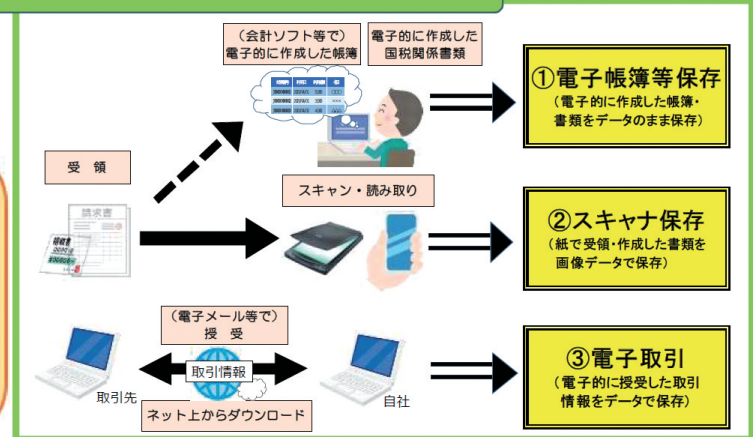 （会計ソフト等で）
電子的に作成した帳簿
電子的に作成した
国税関係書類
①電子帳簿等保存
（電子的に作成した帳簿・
書類をデータのまま保存）
受　領
請求書
領収書
スキャン・読み取り
②スキャナ保存
（紙で受領・作成した書類を
画像データで保存）
（電子メール等で）
授　受
取引情報
取引先
自社
ネット上からダウンロード
③電子取引
（電子的に授受した取引
情報をデータで保存）